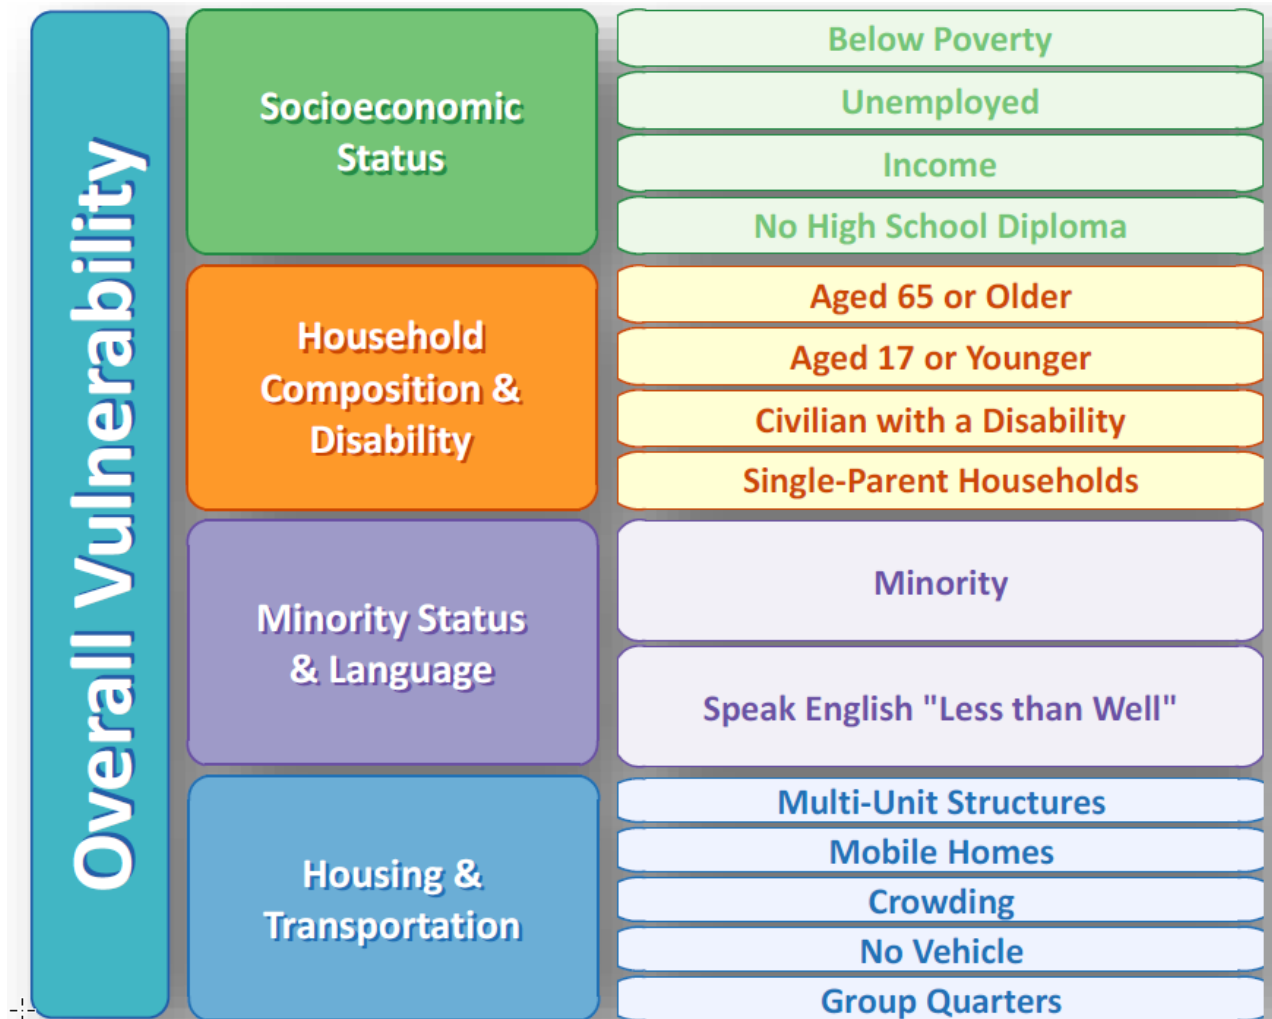 Overall Vulnerability
Socioeconomic
Status
Below Poverty
Unemployed
Income
No High School Diploma
Household
Composition &
Disability
Aged 65 or Older
Aged 17 or Younger
Civilian with a Disability
Single-Parent Households
Minority Status
& Language
Minority
Speak English "Less than Well"
Housing &
Transportation
Multi-Unit Structures
Mobile Homes
Crowding
No Vehicle
Group Quarters